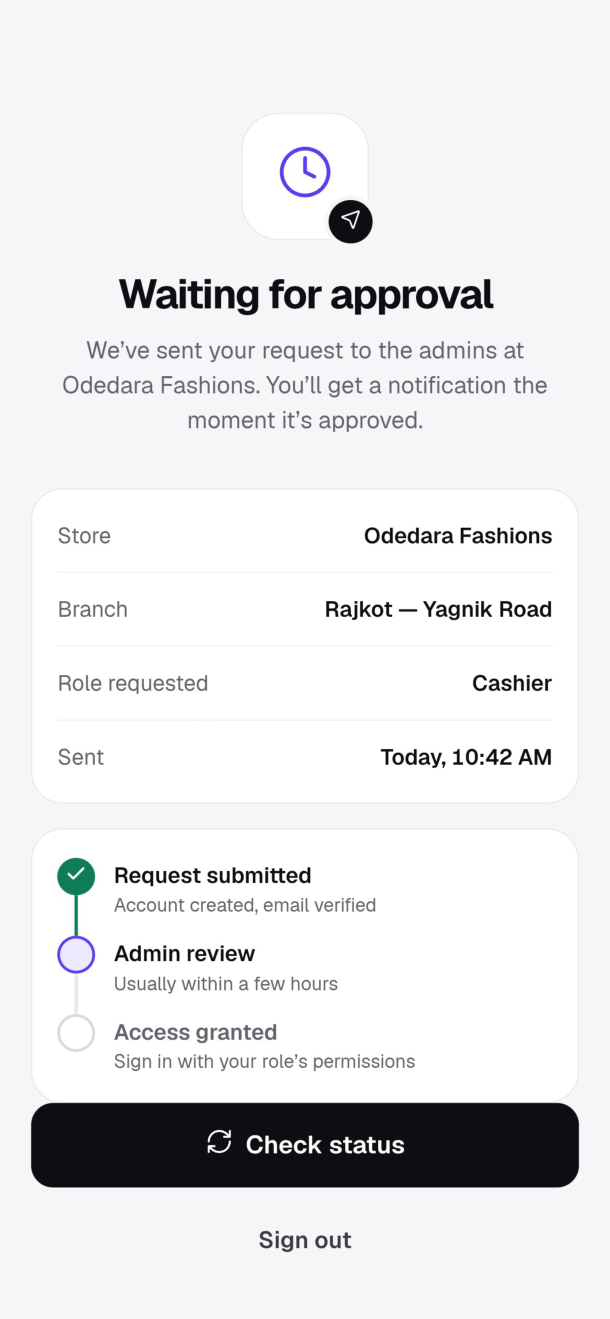 Waiting for approval
We’ve sent your request to the admins at
Odedara Fashions. You’ll get a notification the
moment it’s approved.
Store Odedara Fashions
Branch Rajkot — Yagnik Road
Role requested Cashier
Sent Today, 10:42 AM
Request submitted
Account created, email verified
Admin review
Usually within a few hours
Access granted
Sign in with your role’s permissions
Check status
Sign out